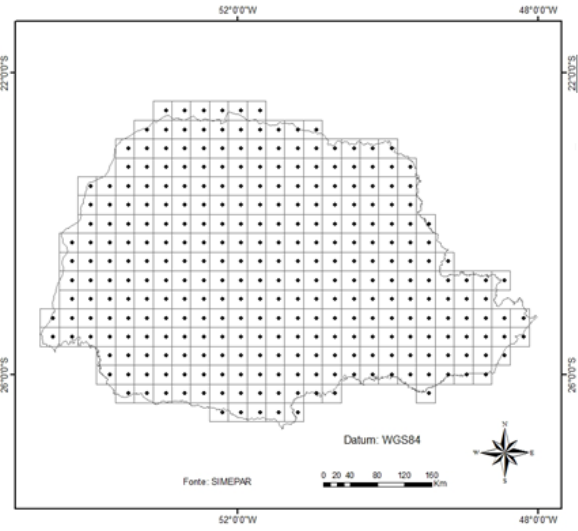 52°0'0"W 48°0'0"W
22°0'0"S 22°0'0"S
26°0'0"S 26°0'0"S
Datum: WGS84
N
W E
S
Fonte: SIMEPAR
0 20 40 80 120 160
Km
52°0'0"W 48°0'0"W